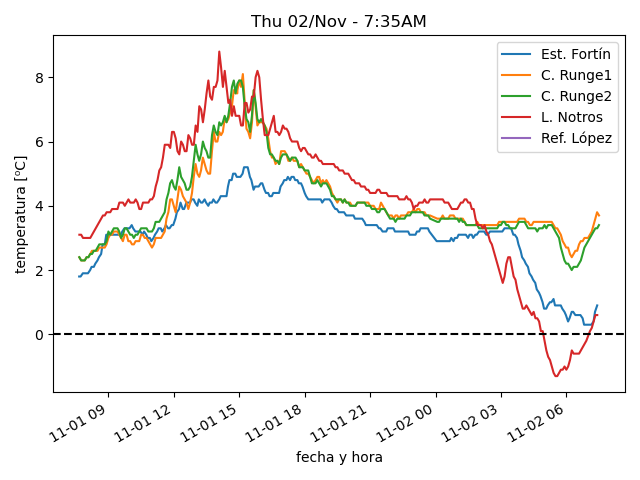 Thu 02/Nov - 7:35AM
Est. Fortín
C. Runge1
C. Runge2
L. Notros
Ref. López
temperatura [ºC]
8
6
4
2
0
11-01 09
11-01 12
11-01 15
11-01 18
11-01 21
11-02 00
11-02 03
11-02 06
fecha y hora